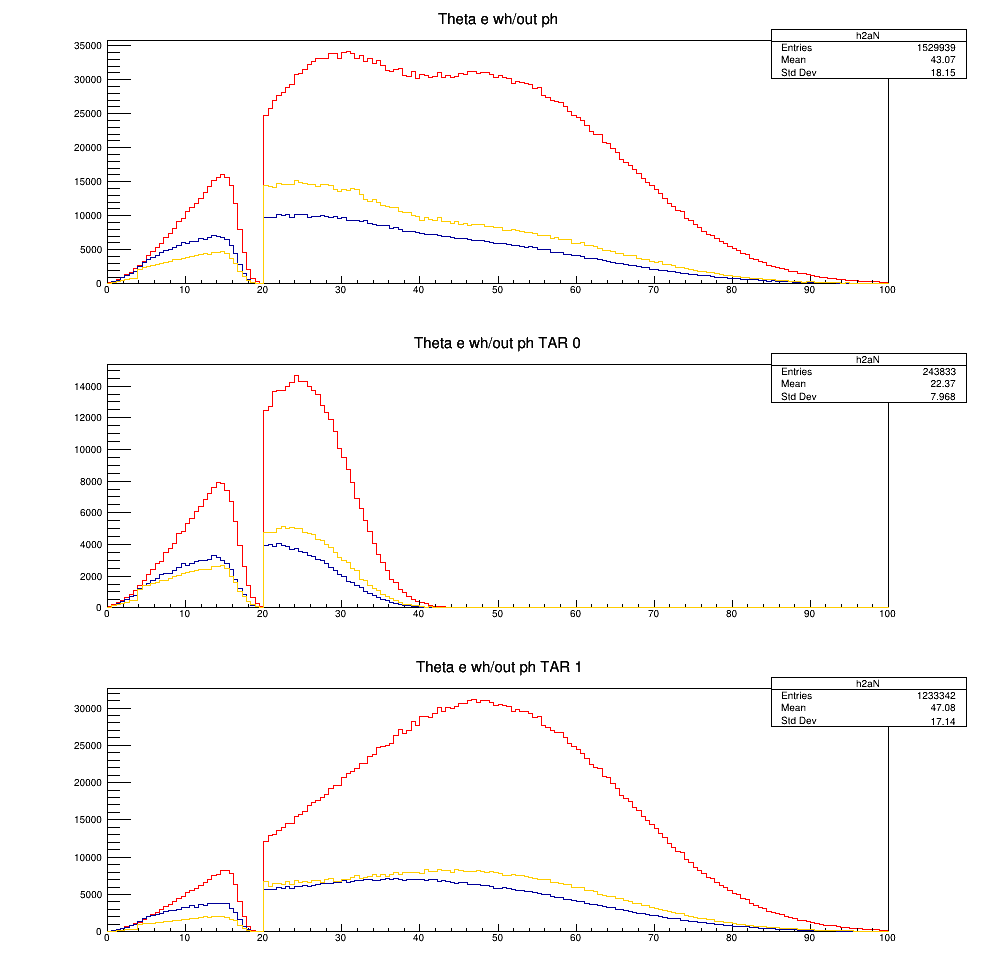 Theta e wh/out ph
h2aN
Entries 1529939
Mean 43.07
Std Dev 18.15
35000
30000
25000
20000
15000
10000
5000
0
0 10 20 30 40 50 60 70 80 90 100
Theta e wh/out ph TAR 0
h2aN
Entries 243833
Mean 22.37
Std Dev 7.968
14000
12000
10000
8000
6000
4000
2000
0
0 10 20 30 40 50 60 70 80 90 100
Theta e wh/out ph TAR 1
h2aN
Entries 1233342
Mean 47.08
Std Dev 17.14
30000
25000
20000
15000
10000
5000
0
0 10 20 30 40 50 60 70 80 90 100